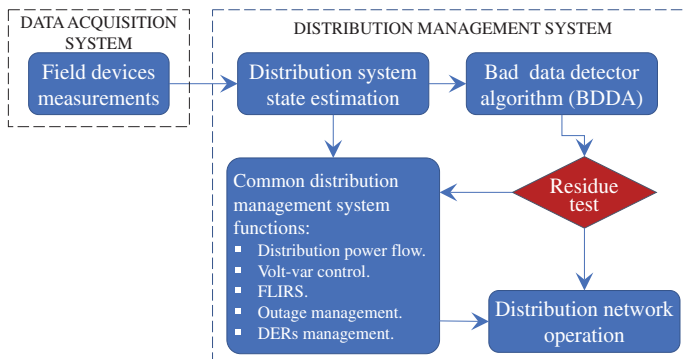 DATA ACQUISITION
SYSTEM
DISTRIBUTION MANAGEMENT SYSTEM
Field devices
measurements
Distribution system
state estimation
Bad data detector
algorithm (BDDA)
Common distribution
management system
functions:
▪ Distribution power flow.
▪ Volt-var control.
▪ FLIRS.
▪ Outage management.
▪ DERs management.
Residue
test
Distribution network
operation